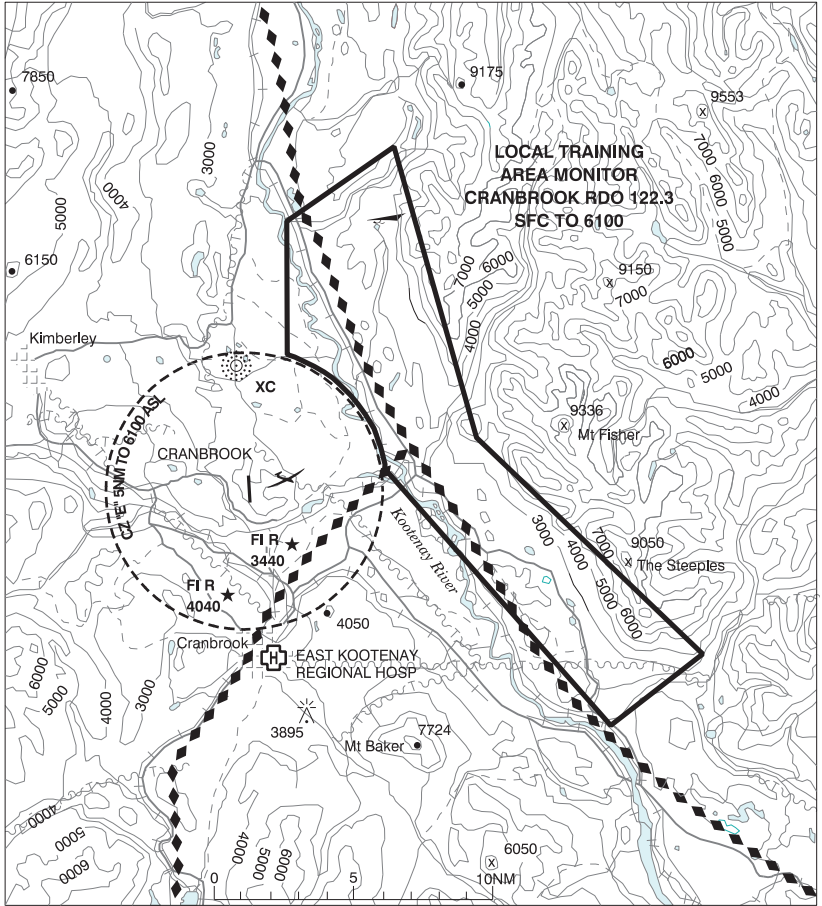 7850
9175
9553
3000
4000
5000
7000
6000
5000
LOCAL TRAINING
AREA MONITOR
CRANBROOK RDO 122.3
SFC TO 6100
6150
7000
6000
5000
4000
9150
7000
Kimberley
6000
5000
4000
XC
CZ "E" 5NM TO 6100 ASL
9336
Mt Fisher
CRANBROOK
FI R
3440
FI R
4040
Kootenay River
3000
4000
5000
6000
7000
9050
The Steeples
4050
Cranbrook
H
EAST KOOTENAY
REGIONAL HOSP
6000
5000
4000
3000
3895
7724
Mt Baker
4000
5000
6000
4000
5000
6000
6050
0
5
10NM